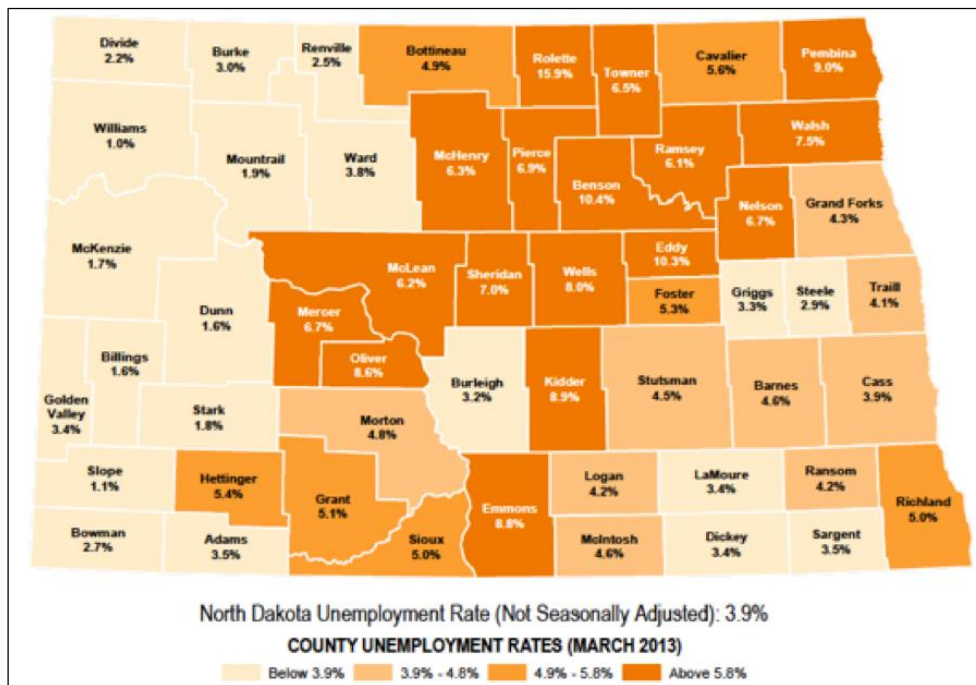 Divide
2.2%
Burke
3.0%
Renville
2.5%
Bottineau
4.9%
Rolette
15.9%
Towner
6.5%
Cavalier
5.6%
Pembina
9.0%
Williams
1.0%
Mountrail
1.9%
Ward
3.8%
McHenry
6.3%
Pierce
6.9%
Benson
10.4%
Ramsey
6.1%
Walsh
7.5%
Nelson
6.7%
Grand Forks
4.3%
McKenzie
1.7%
Dunn
1.6%
McLean
6.2%
Mercer
6.7%
Oliver
8.6%
Sheridan
7.0%
Wells
8.0%
Eddy
10.3%
Foster
5.3%
Griggs
3.3%
Steele
2.9%
Traill
4.1%
Billings
1.6%
Golden
Valley
3.4%
Stark
1.8%
Morton
4.8%
Burleigh
3.2%
Kidder
8.9%
Stutsman
4.5%
Barnes
4.6%
Cass
3.9%
Slope
1.1%
Hettinger
5.4%
Grant
5.1%
Emmons
8.8%
Logan
4.2%
LaMoure
3.4%
Ransom
4.2%
Richland
5.0%
Bowman
2.7%
Adams
3.5%
Sioux
5.0%
McIntosh
4.6%
Dickey
3.4%
Sargent
3.5%
North Dakota Unemployment Rate (Not Seasonally Adjusted): 3.9%
COUNTY UNEMPLOYMENT RATES (MARCH 2013)
Below 3.9% 3.9% - 4.8% 4.9% - 5.8% Above 5.8%